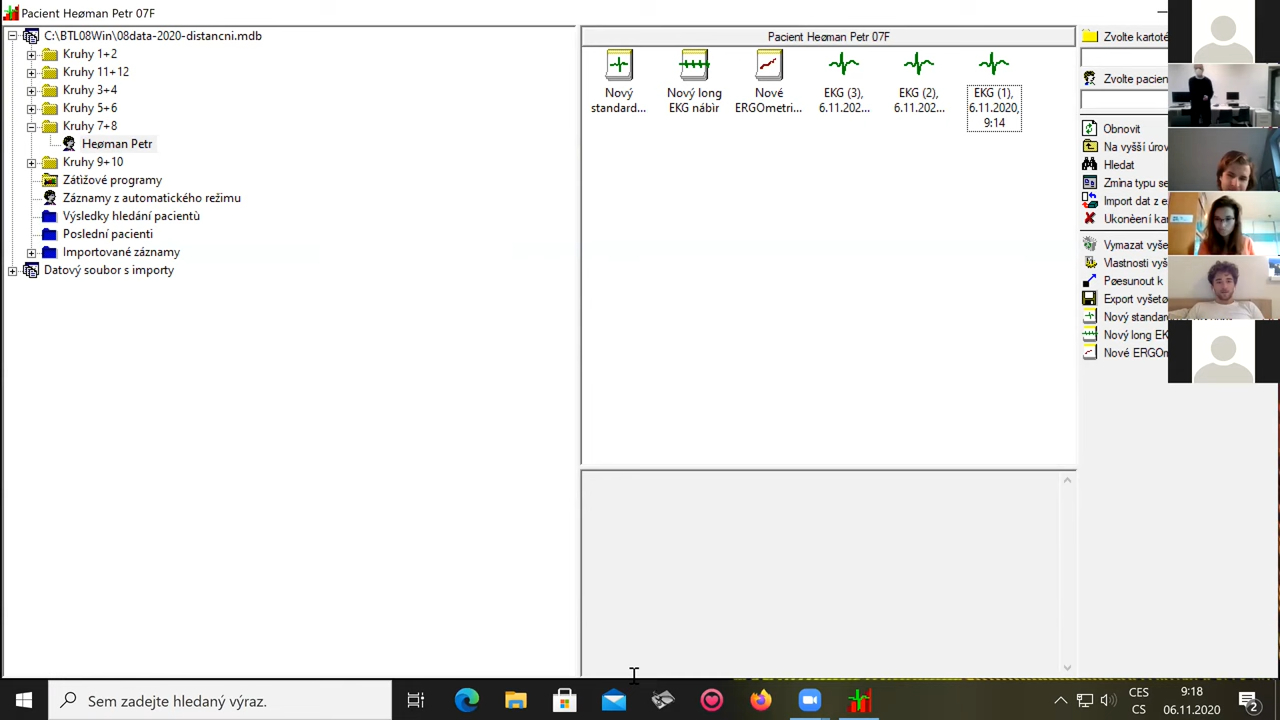 Pacient Heøman Petr 07F
C:\BTL08Win\08data-2020-distancni.mdb
Kruhy 1+2
Kruhy 11+12
Kruhy 3+4
Kruhy 5+6
Kruhy 7+8
Heøman Petr
Kruhy 9+10
Zátìžové programy
Záznamy z automatického režimu
Výsledky hledání pacientù
Poslední pacienti
Importované záznamy
Datový soubor s importy
Pacient Heøman Petr 07F
Nový
standard...
Nový long
EKG nábìr
Nové
ERGOmetri...
EKG (3),
6.11.202...
EKG (2),
6.11.202...
EKG (1),
6.11.2020,
9:14
Zvolte kartoté
Zvolte pacien
Obnovit
Na vyšší úrov
Hledat
Zmìna typu se
Import dat z e
Ukonèení ka
Vymazat vyše
Vlastnosti vyš
Pøesunout k
Export vyšetø
Nový standa
Nový long EK
Nové ERGOm
Sem zadejte hledaný výraz.
CES
CS
9:18
06.11.2020
2